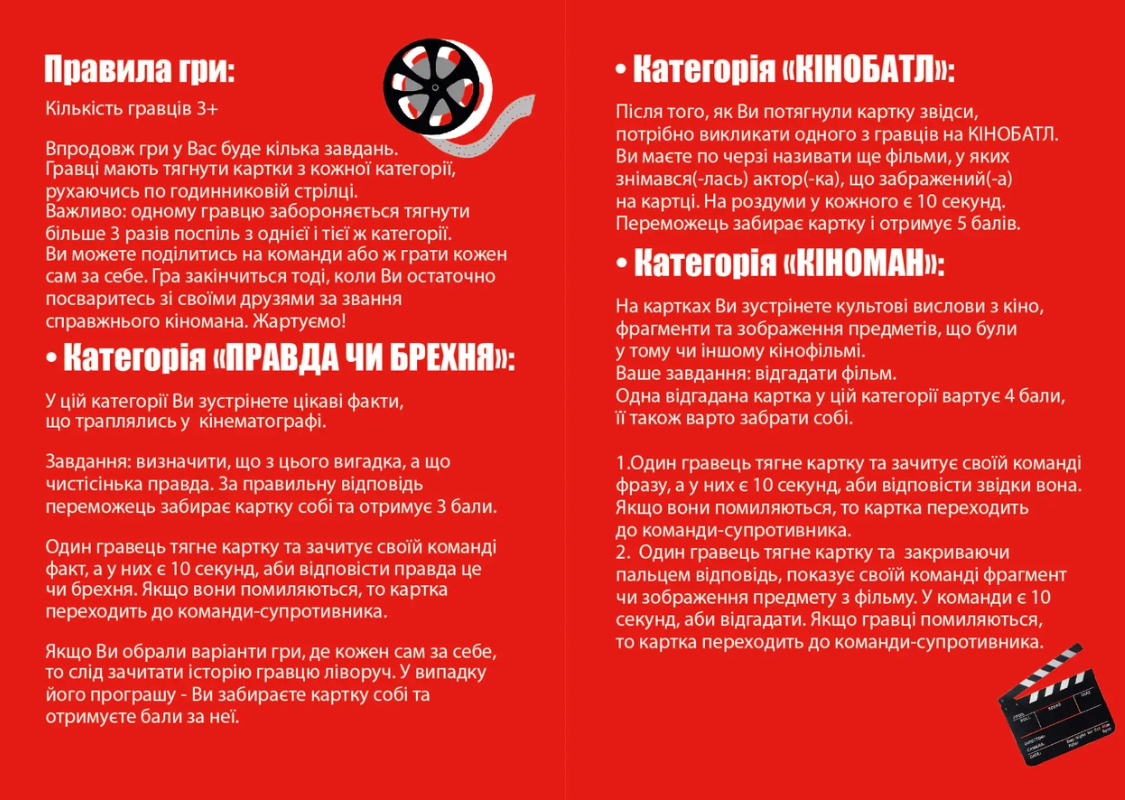 Правила гри:
Кількість гравців 3+
Впродовж гри у Вас буде кілька завдань.
Гравці мають тягнути картки з кожної категорії,
рухаючись по годинниковій стрілці.
Важливо: одному гравцю забороняється тягнути
більше 3 разів поспіль з однієї і тієї ж категорії.
Ви можете поділитись на команди або ж грати кожен
сам за себе. Гра закінчиться тоді, коли Ви остаточно
посваритесь зі своїми друзями за звання
справжнього кіномана. Жартуємо!
• Категорія «ПРАВДА ЧИ БРЕХНЯ»:
У цій категорії Ви зустрінете цікаві факти,
що траплялись у кінематографі.
Завдання: визначити, що з цього вигадка, а що
чистісінька правда. За правильну відповідь
переможець забирає картку собі та отримує 3 бали.
Один гравець тягне картку та зачитує своїй команді
факт, а у них є 10 секунд, аби відповісти правда це
чи брехня. Якщо вони помиляються, то картка
переходить до команди-супротивника.
Якщо Ви обрали варіанти гри, де кожен сам за себе,
то слід зачитати історію гравцю ліворуч. У випадку
його програшу - Ви забираєте картку собі та
отримуєте бали за неї.
• Категорія «КІНОБАТЛ»:
Після того, як Ви потягнули картку звідси,
потрібно викликати одного з гравців на КІНОБАТЛ.
Ви маєте по черзі називати ще фільми, у яких
знімався(-лась) актор(-ка), що забражений(-а)
на картці. На роздуми у кожного є 10 секунд.
Переможець забирає картку і отримує 5 балів.
• Категорія «КІНОМАН»:
На картках Ви зустрінете культові вислови з кіно,
фрагменти та зображення предметів, що були
у тому чи іншому кінофільмі.
Ваше завдання: відгадати фільм.
Одна відгадана картка у цій категорії вартує 4 бали,
її також варто забрати собі.
1.Один гравець тягне картку та зачитує своїй команді
фразу, а у них є 10 секунд, аби відповісти звідки вона.
Якщо вони помиляються, то картка переходить
до команди-супротивника.
2. Один гравець тягне картку та закриваючи
пальцем відповідь, показує своїй команді фрагмент
чи зображення предмету з фільму. У команди є 10
секунд, аби відгадати. Якщо гравці помиляються,
то картка переходить до команди-супротивника.